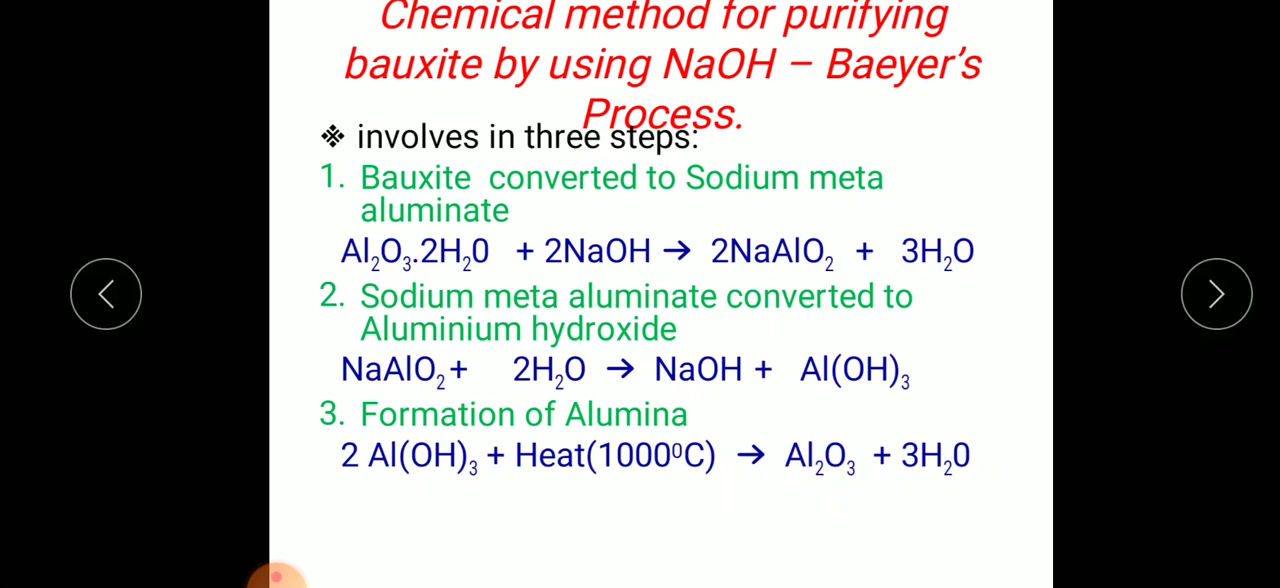 Chemical method for purifying
bauxite by using NaOH – Baeyer's
Process.
❖ involves in three steps:
1. Bauxite converted to Sodium meta
aluminate
Al₂O₃.2H₂0 + 2NaOH → 2NaAlO₂ + 3H₂O
2. Sodium meta aluminate converted to
Aluminium hydroxide
NaAlO₂ + 2H₂O → NaOH + Al(OH)₃
3. Formation of Alumina
2 Al(OH)₃ + Heat(1000⁰C) → Al₂O₃ + 3H₂0